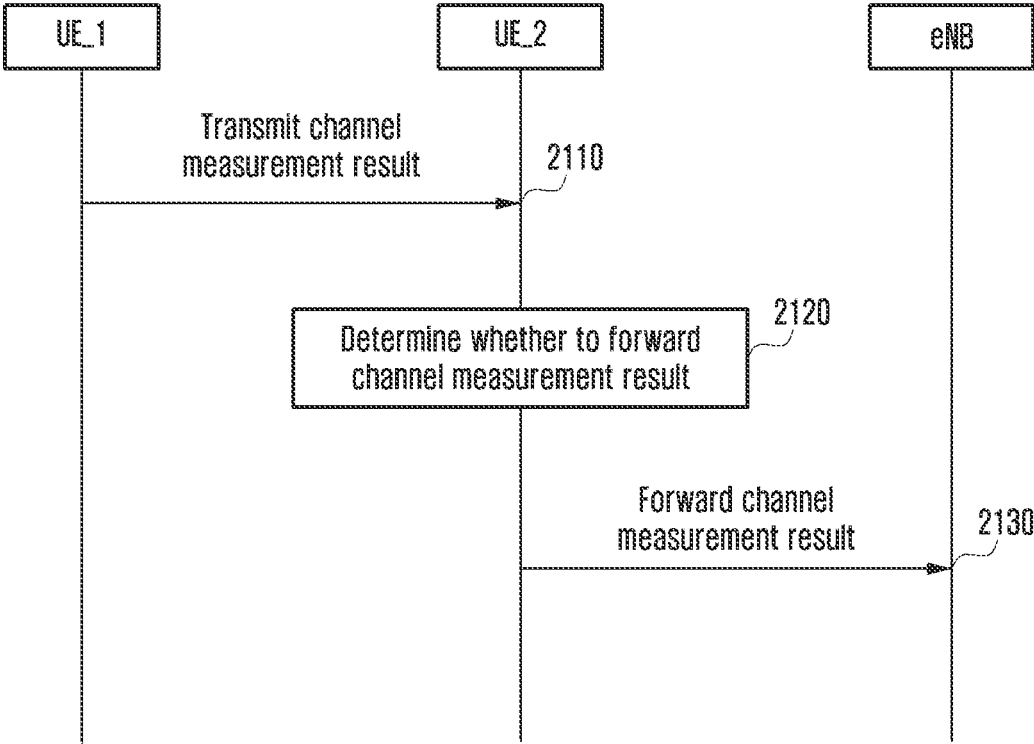 UE_1
UE_2
eNB
Transmit channel
measurement result
2110
2120
Determine whether to forward
channel measurement result
Forward channel
measurement result
2130